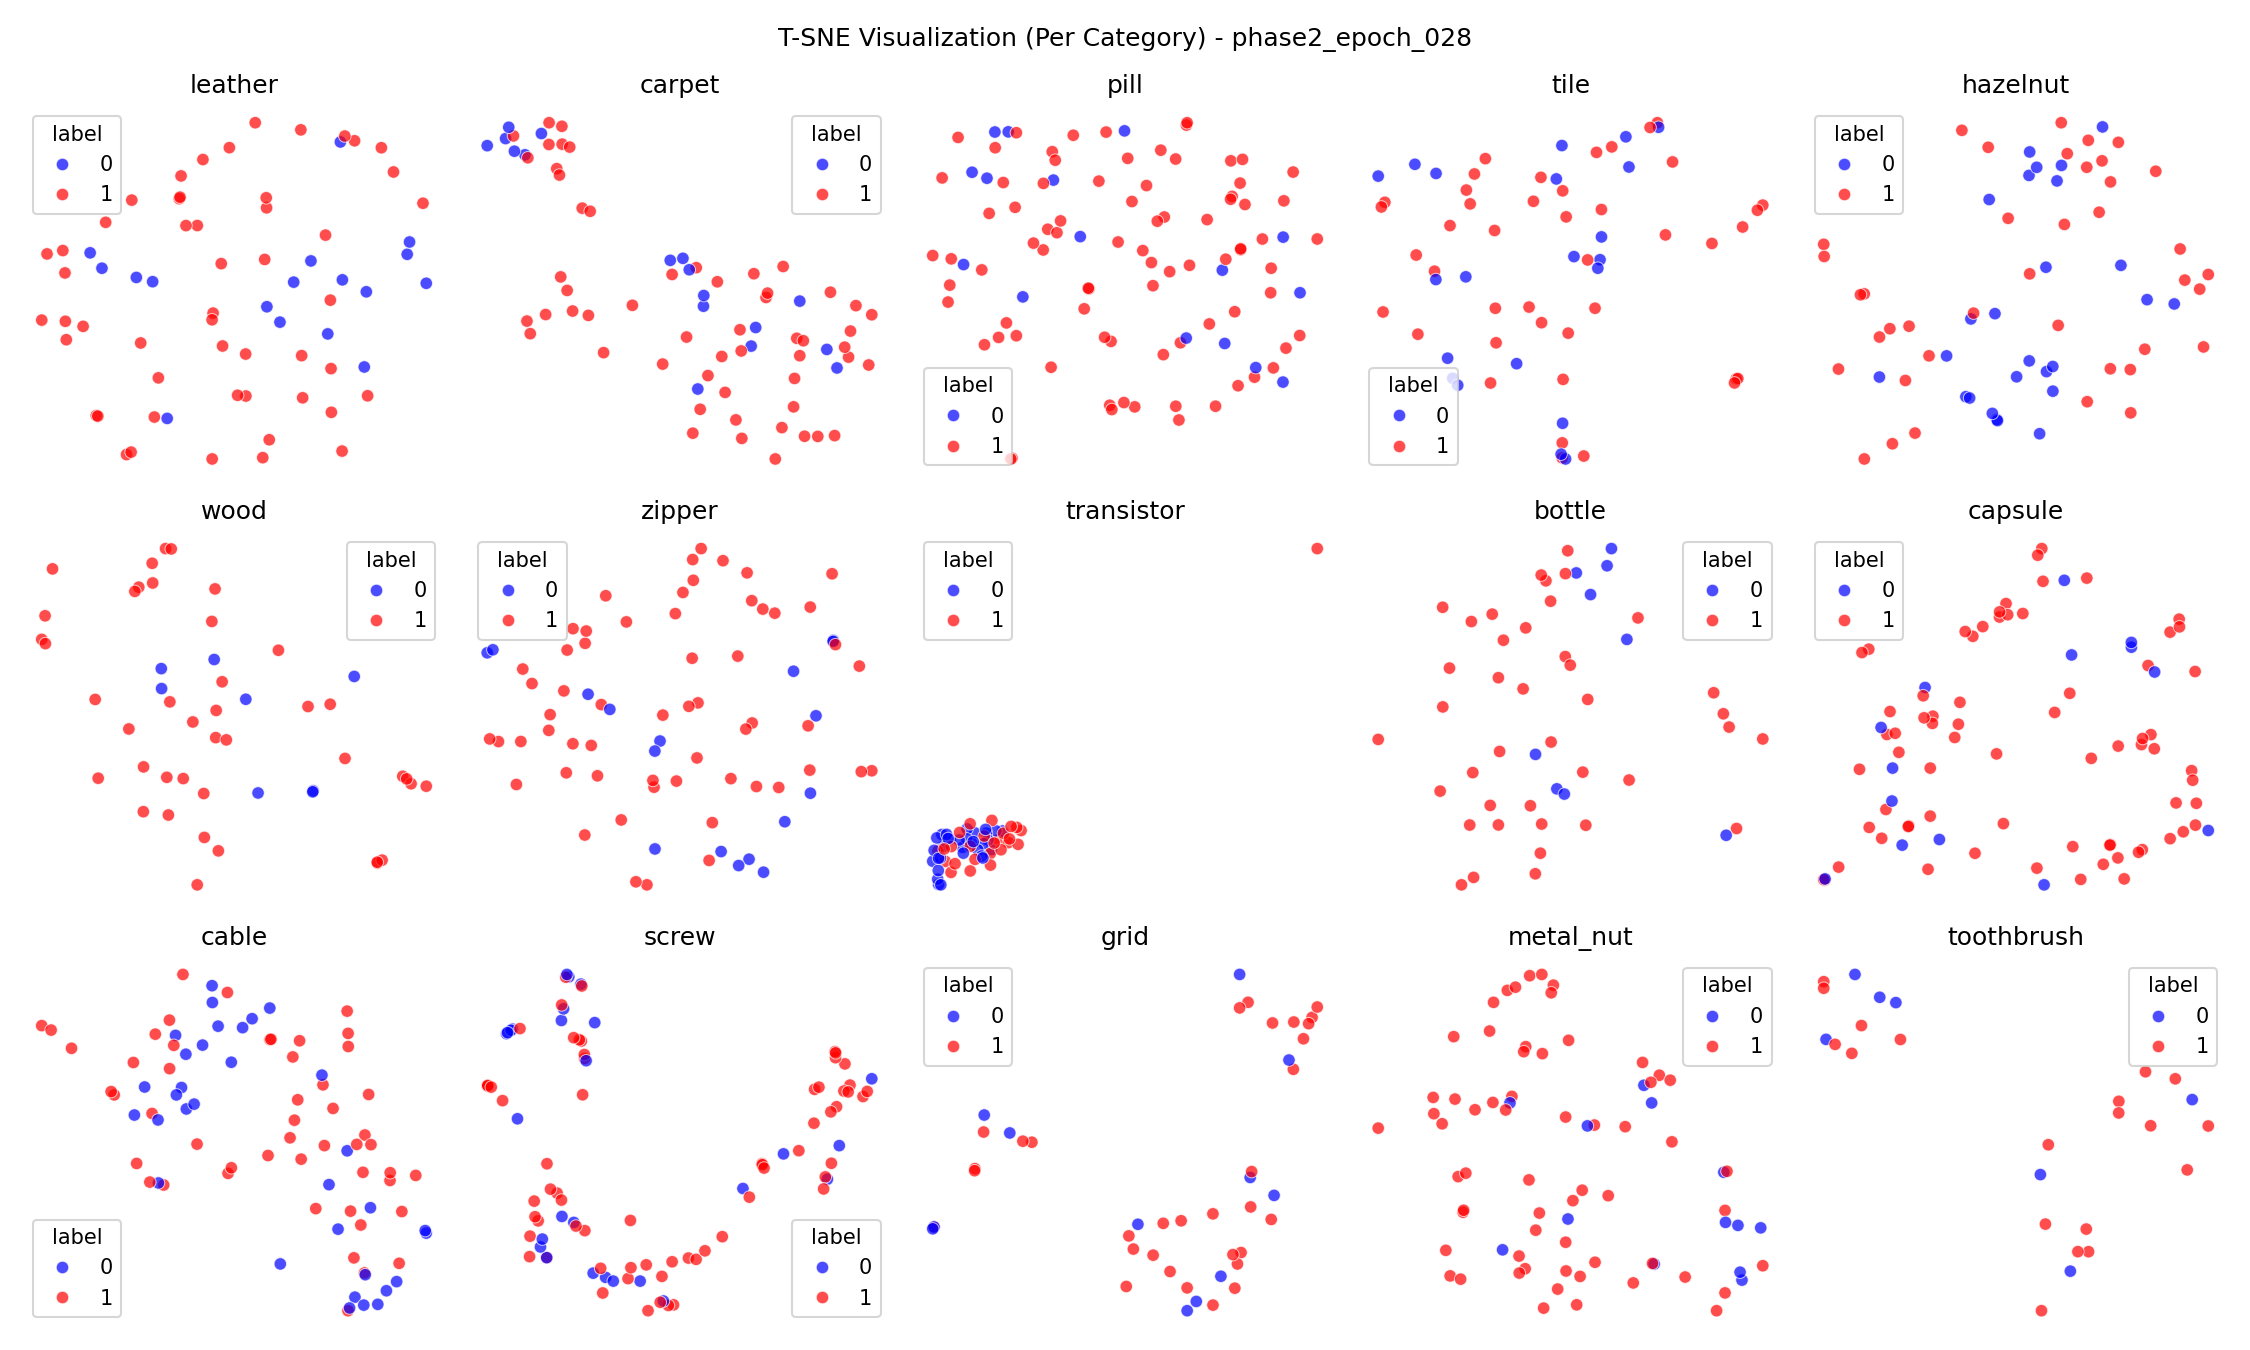 T-SNE Visualization (Per Category) - phase2_epoch_028
leather
label
0
1
carpet
label
0
1
pill
label
0
1
tile
label
0
1
hazelnut
label
0
1
wood
label
0
1
zipper
label
0
1
transistor
label
0
1
bottle
label
0
1
capsule
label
0
1
cable
label
0
1
screw
label
0
1
grid
label
0
1
metal_nut
label
0
1
toothbrush
label
0
1